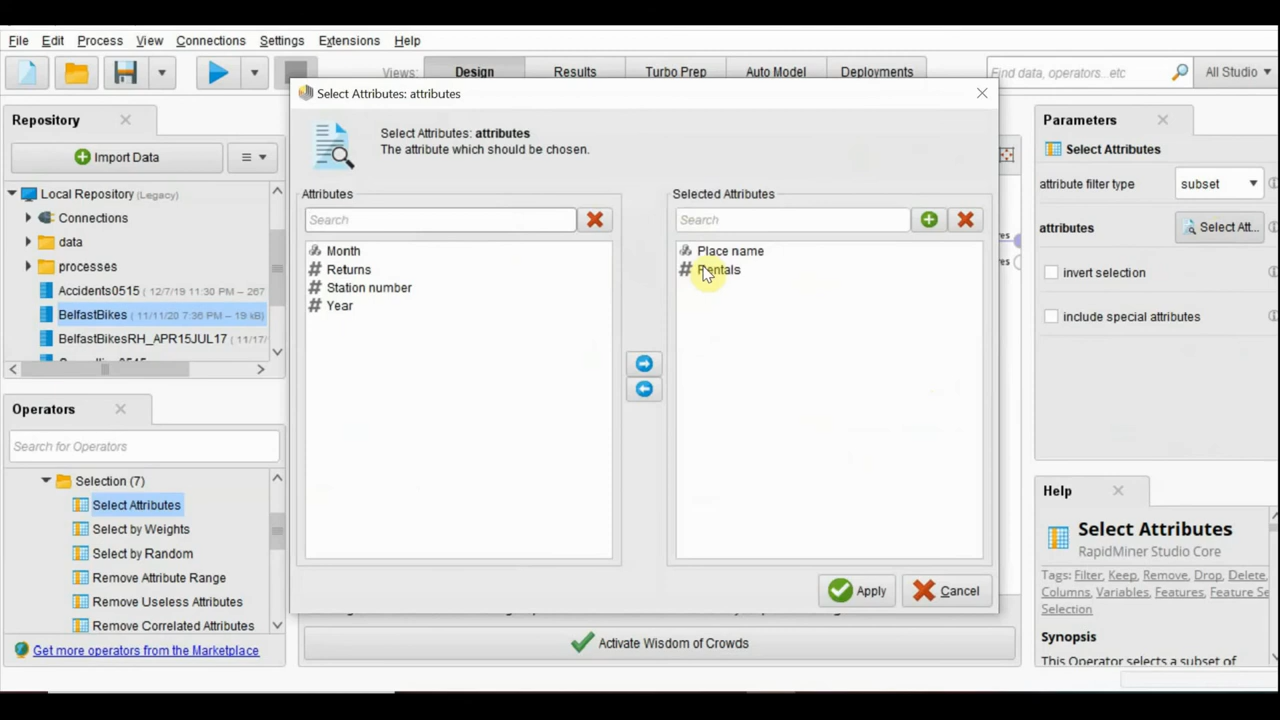 File Edit Process View Connections Settings Extensions Help
Views: Design Results Turbo Prep Auto Model Deployments
Find data, operators...etc
All Studio
Repository
Import Data
Local Repository (Legacy)
Connections
data
processes
Accidents0515 (12/7/19 11:30 PM – 267
BelfastBikes (11/11/20 7:36 PM – 19 kB)
BelfastBikesRH_APR15JUL17 (11/17/
Operators
Search for Operators
Selection (7)
Select Attributes
Select by Weights
Select by Random
Remove Attribute Range
Remove Useless Attributes
Remove Correlated Attributes
Get more operators from the Marketplace
Select Attributes: attributes
Select Attributes: attributes
The attribute which should be chosen.
Attributes
Search
Month
Returns
Station number
Year
Selected Attributes
Search
Place name
Rentals
Apply
Cancel
Activate Wisdom of Crowds
Parameters
Select Attributes
attribute filter type
subset
attributes
Select Att...
invert selection
include special attributes
Help
Select Attributes
RapidMiner Studio Core
Tags: Filter, Keep, Remove, Drop, Delete,
Columns, Variables, Features, Feature Se
Selection
Synopsis
This Operator selects a subset of